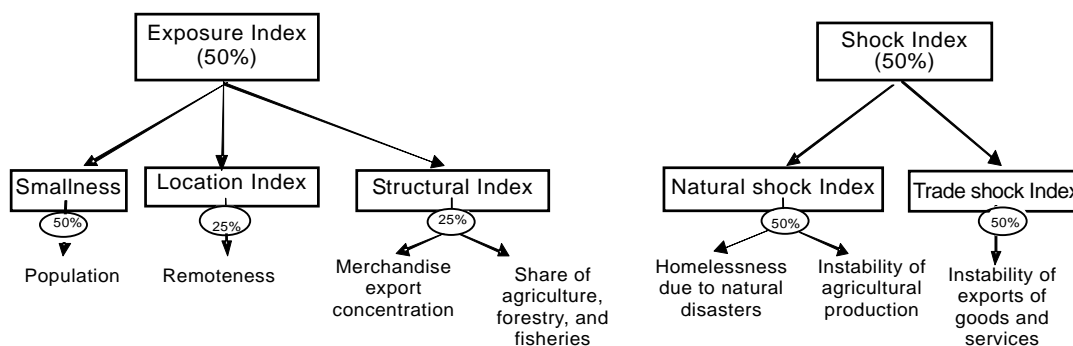 Exposure Index
(50%)
Shock Index
(50%)
Smallness
Location Index
Structural Index
Natural shock Index
Trade shock Index
50%
25%
25%
50%
50%
Population
Remoteness
Merchandise
export
concentration
Share of
agriculture,
forestry, and
fisheries
Homelessness
due to natural
disasters
Instability of
agricultural
production
Instability of
exports of
goods and
services